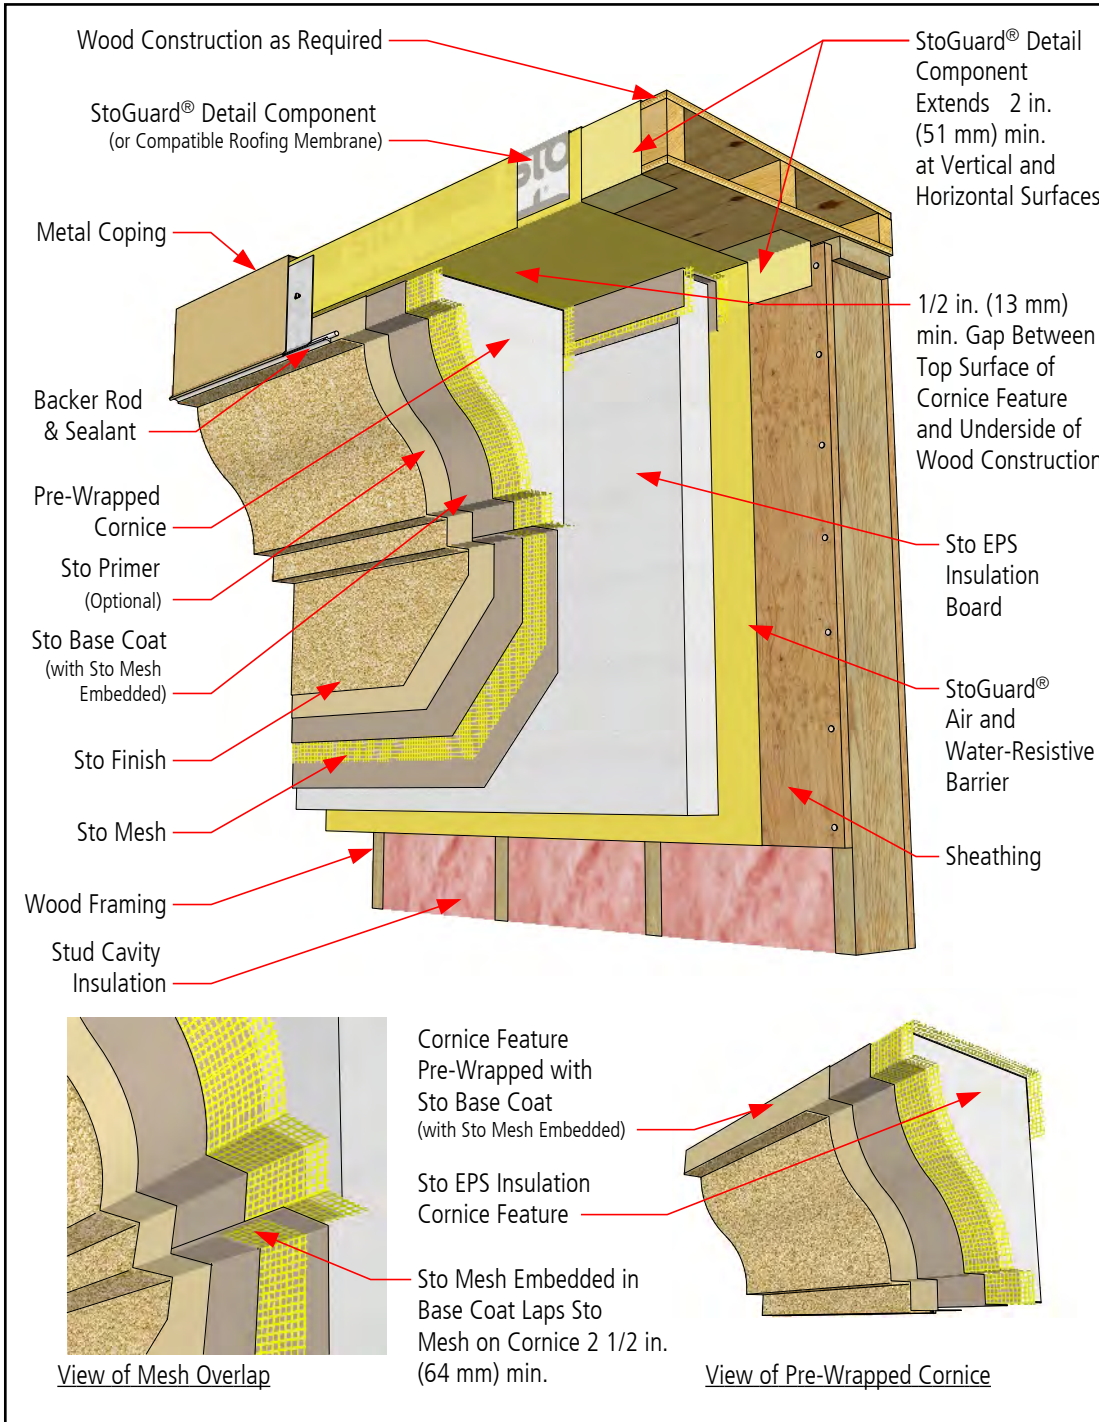 Wood Construction as Required
StoGuard® Detail Component
(or Compatible Roofing Membrane)
Metal Coping
Backer Rod
& Sealant
Pre-Wrapped
Cornice
Sto Primer
(Optional)
Sto Base Coat
(with Sto Mesh
Embedded)
Sto Finish
Sto Mesh
Wood Framing
Stud Cavity
Insulation
StoGuard® Detail
Component
Extends 2 in.
(51 mm) min.
at Vertical and
Horizontal Surfaces
1/2 in. (13 mm)
min. Gap Between
Top Surface of
Cornice Feature
and Underside of
Wood Construction
Sto EPS
Insulation
Board
StoGuard®
Air and
Water-Resistive
Barrier
Sheathing
sto
Cornice Feature
Pre-Wrapped with
Sto Base Coat
(with Sto Mesh Embedded)
Sto EPS Insulation
Cornice Feature
Sto Mesh Embedded in
Base Coat Laps Sto
Mesh on Cornice 2 1/2 in.
(64 mm) min.
View of Mesh Overlap
View of Pre-Wrapped Cornice